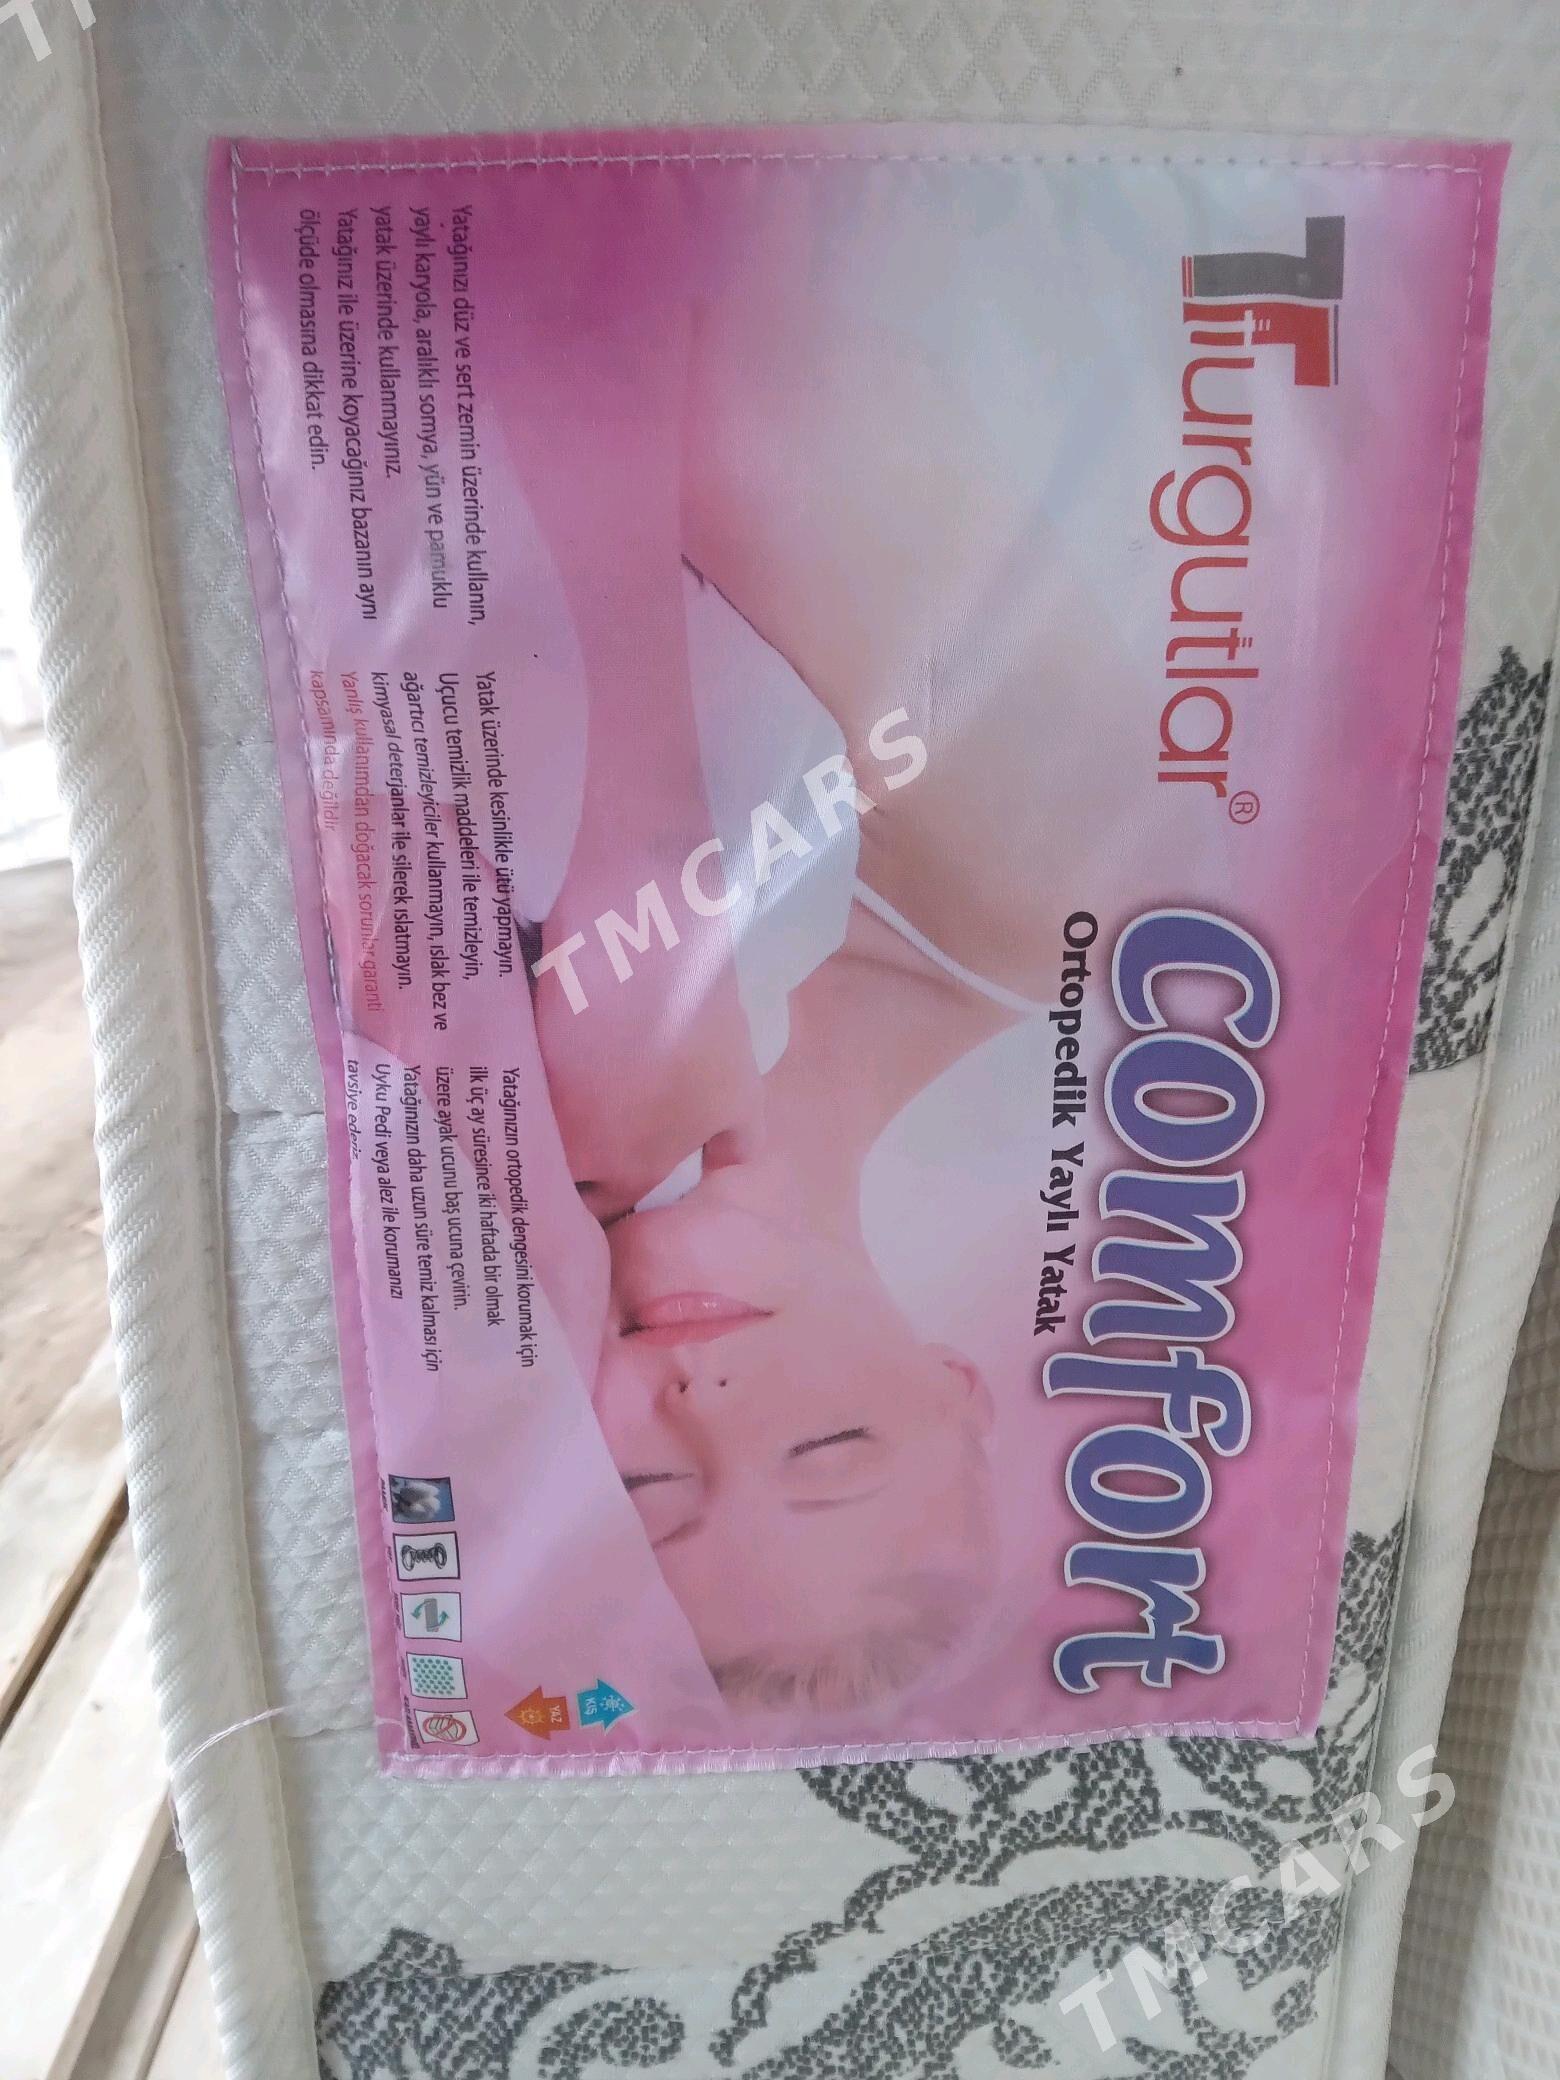 Turgutlar®
Comfort
Ortopedik Yaylı Yatak
Yatağınızı düz ve sert zemin üzerinde kullanın,
yaylı karyola, aralıklı somya, yün ve pamuklu
yatak üzerinde kullanmayınız.
Yatağınız ile üzerine koyacağınız bazanın aynı
ölçüde olmasına dikkat edin.
Yatak üzerinde kesinlikle ütü yapmayın.
Uçucu temizlik maddeleri ile temizleyin,
ağartıcı temizleyiciler kullanmayın, ıslak bez ve
kimyasal deterjanlar ile silerek ıslatmayın.
Yanlış kullanımdan doğacak sorunlar garanti
kapsamında değildir
Yatağınızın ortopedik dengesini korumak için
ilk üç ay süresince iki haftada bir olmak
üzere ayak ucunu baş ucuna çevirin.
Yatağınızın daha uzun süre temiz kalması için
Uyku Pedi veya alez ile korumanızı
tavsiye ederiz.
KIŞ
YAZ
TMCARS
TMCARS